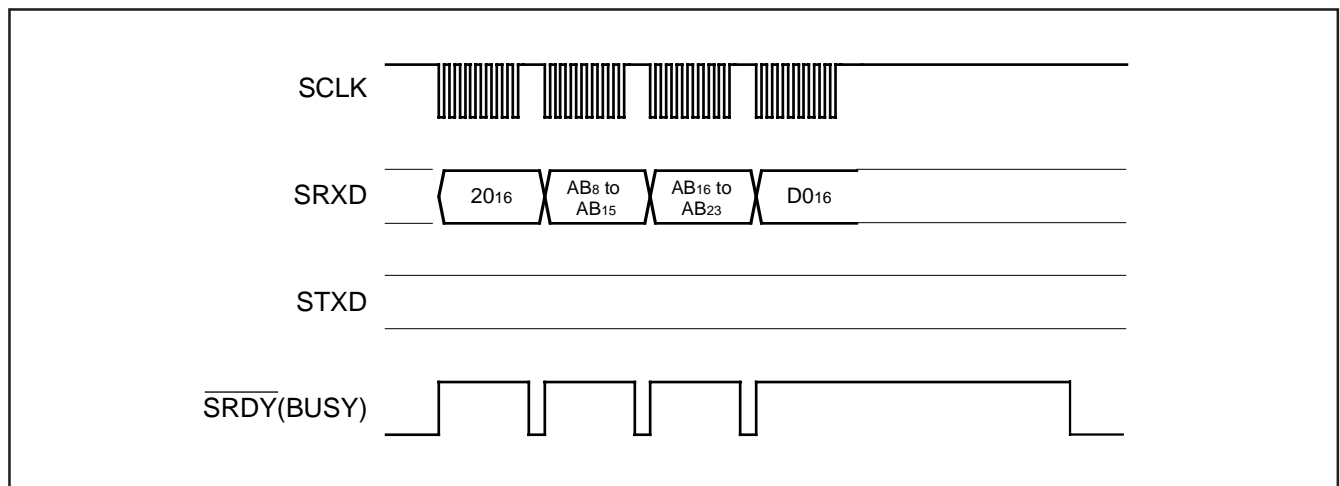 SCLK
SRXD
2016
AB8 to
AB15
AB16 to
AB23
D016
STXD
SRDY(BUSY)